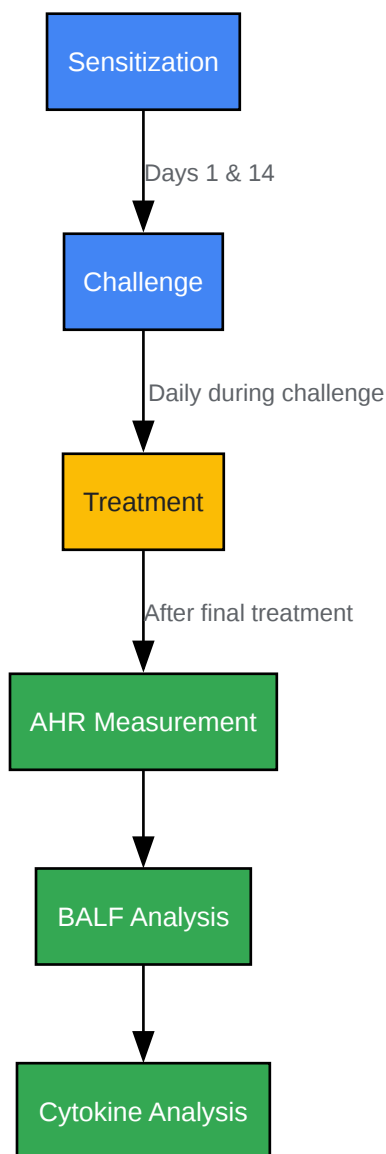 Sensitization
Days 1 & 14
Challenge
Daily during challenge
Treatment
After final treatment
AHR Measurement
BALF Analysis
Cytokine Analysis